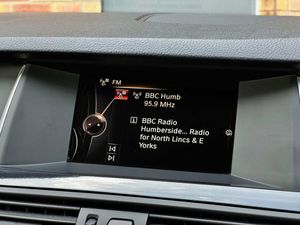 FM
BBC Humb
95.9 MHz
BBC Radio
Humberside... Radio
for North Lincs & E
Yorks